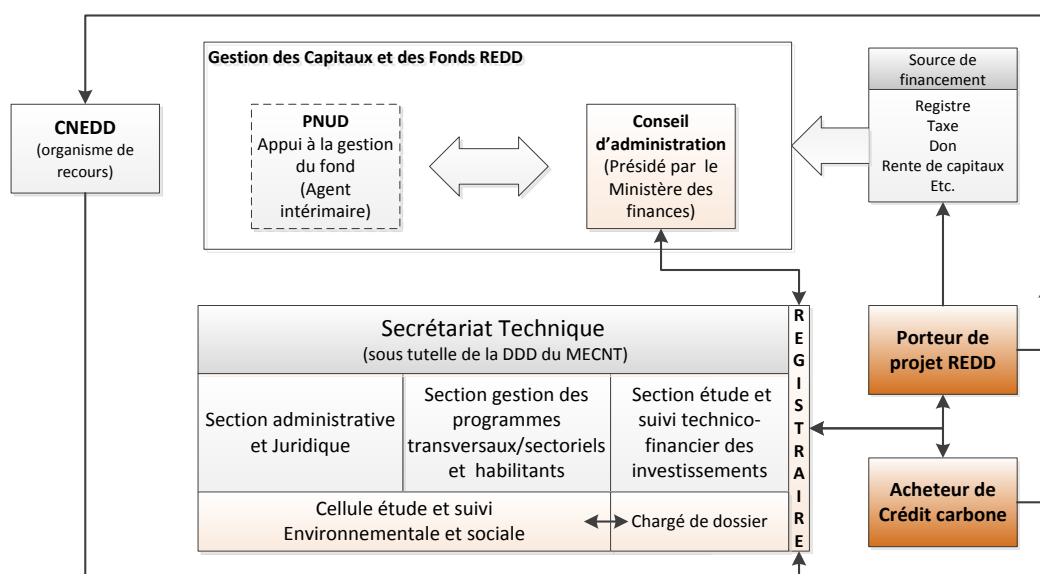 Gestion des Capitaux et des Fonds REDD
CNEDD
(organisme de
recours)
PNUD
Appui à la gestion
du fond
(Agent
intérimaire)
Conseil
d'administration
(Présidé par le
Ministère des
finances)
Source de
financement
Registre
Taxe
Don
Rente de capitaux
Etc.
Secrétariat Technique
(sous tutelle de la DDD du MECNT)
Section administrative
et Juridique
Section gestion des
programmes
transversaux/sectoriels
et habilitants
Section étude et
suivi technico-
financier des
investissements
Cellule étude et suivi
Environnementale et sociale
Chargé de dossier
R
E
G
I
S
T
R
A
I
R
E
Porteur de
projet REDD
Acheteur de
Crédit carbone